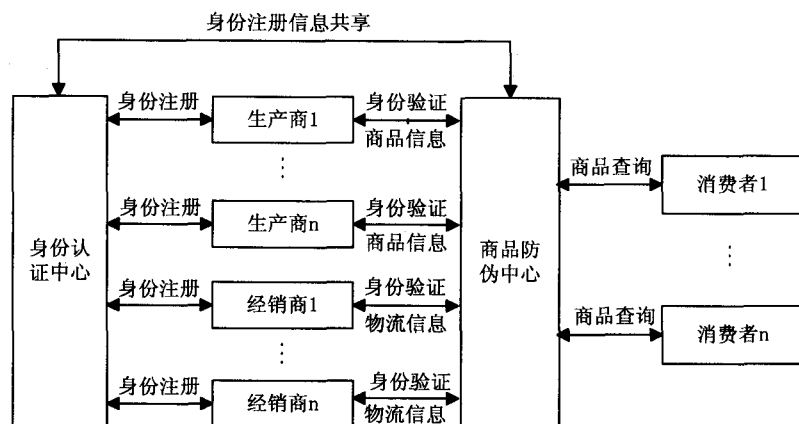 身份注册信息共享
身份注册
生产商1
身份验证
商品信息
商品查询
消费者1
身份注册
生产商n
身份验证
商品信息
身份认
证中心
商品防
伪中心
身份注册
经销商1
身份验证
物流信息
商品查询
消费者n
身份注册
经销商n
身份验证
物流信息